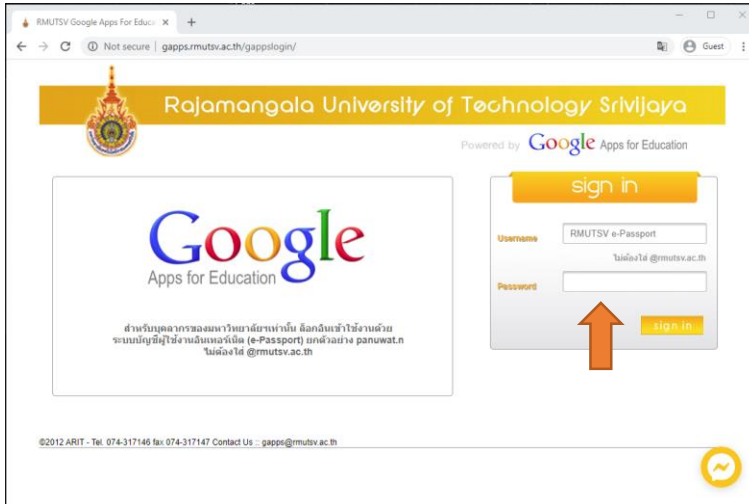 RMUTSV Google Apps For Educa
Not secure | gapps.rmutsv.ac.th/gappslogin/
Guest
Rajamangala University of Technology Srivijaya
Powered by Google Apps for Education
Google
Apps for Education
สำหรับบุคลากรของมหาวิทยาลัยฯเท่านั้น ล็อกอินเข้าใช้งานด้วย
ระบบบัญชีผู้ใช้งานอินเทอร์เน็ต (e-Passport) ยกตัวอย่าง panuwat.n
ไม่ต้องใส่ @rmutsv.ac.th
sign in
Username
RMUTSV e-Passport
ไม่ต้องใส่ @rmutsv.ac.th
Password
sign in
©2012 ARIT - Tel. 074-317146 fax 074-317147 Contact Us :: gapps@rmutsv.ac.th